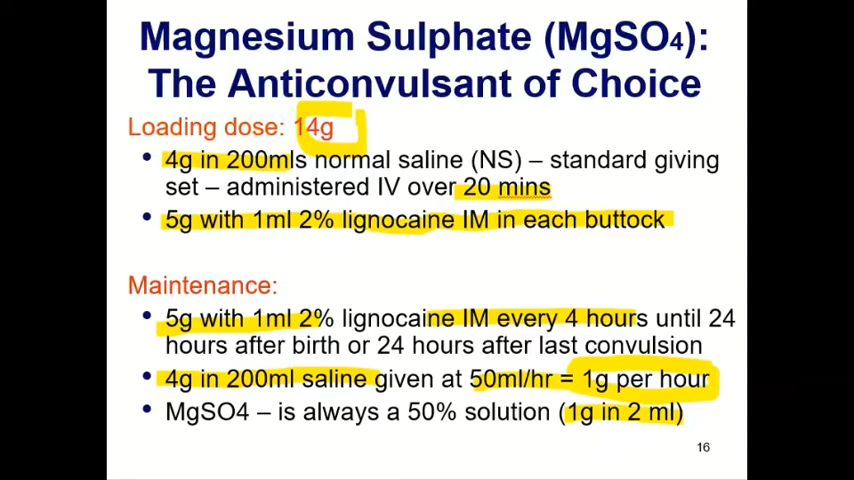 Magnesium Sulphate (MgSO4):
The Anticonvulsant of Choice
Loading dose: 14g
• 4g in 200mls normal saline (NS) – standard giving
set – administered IV over 20 mins
• 5g with 1ml 2% lignocaine IM in each buttock
Maintenance:
• 5g with 1ml 2% lignocaine IM every 4 hours until 24
hours after birth or 24 hours after last convulsion
• 4g in 200ml saline given at 50ml/hr = 1g per hour
• MgSO4 – is always a 50% solution (1g in 2 ml)
16